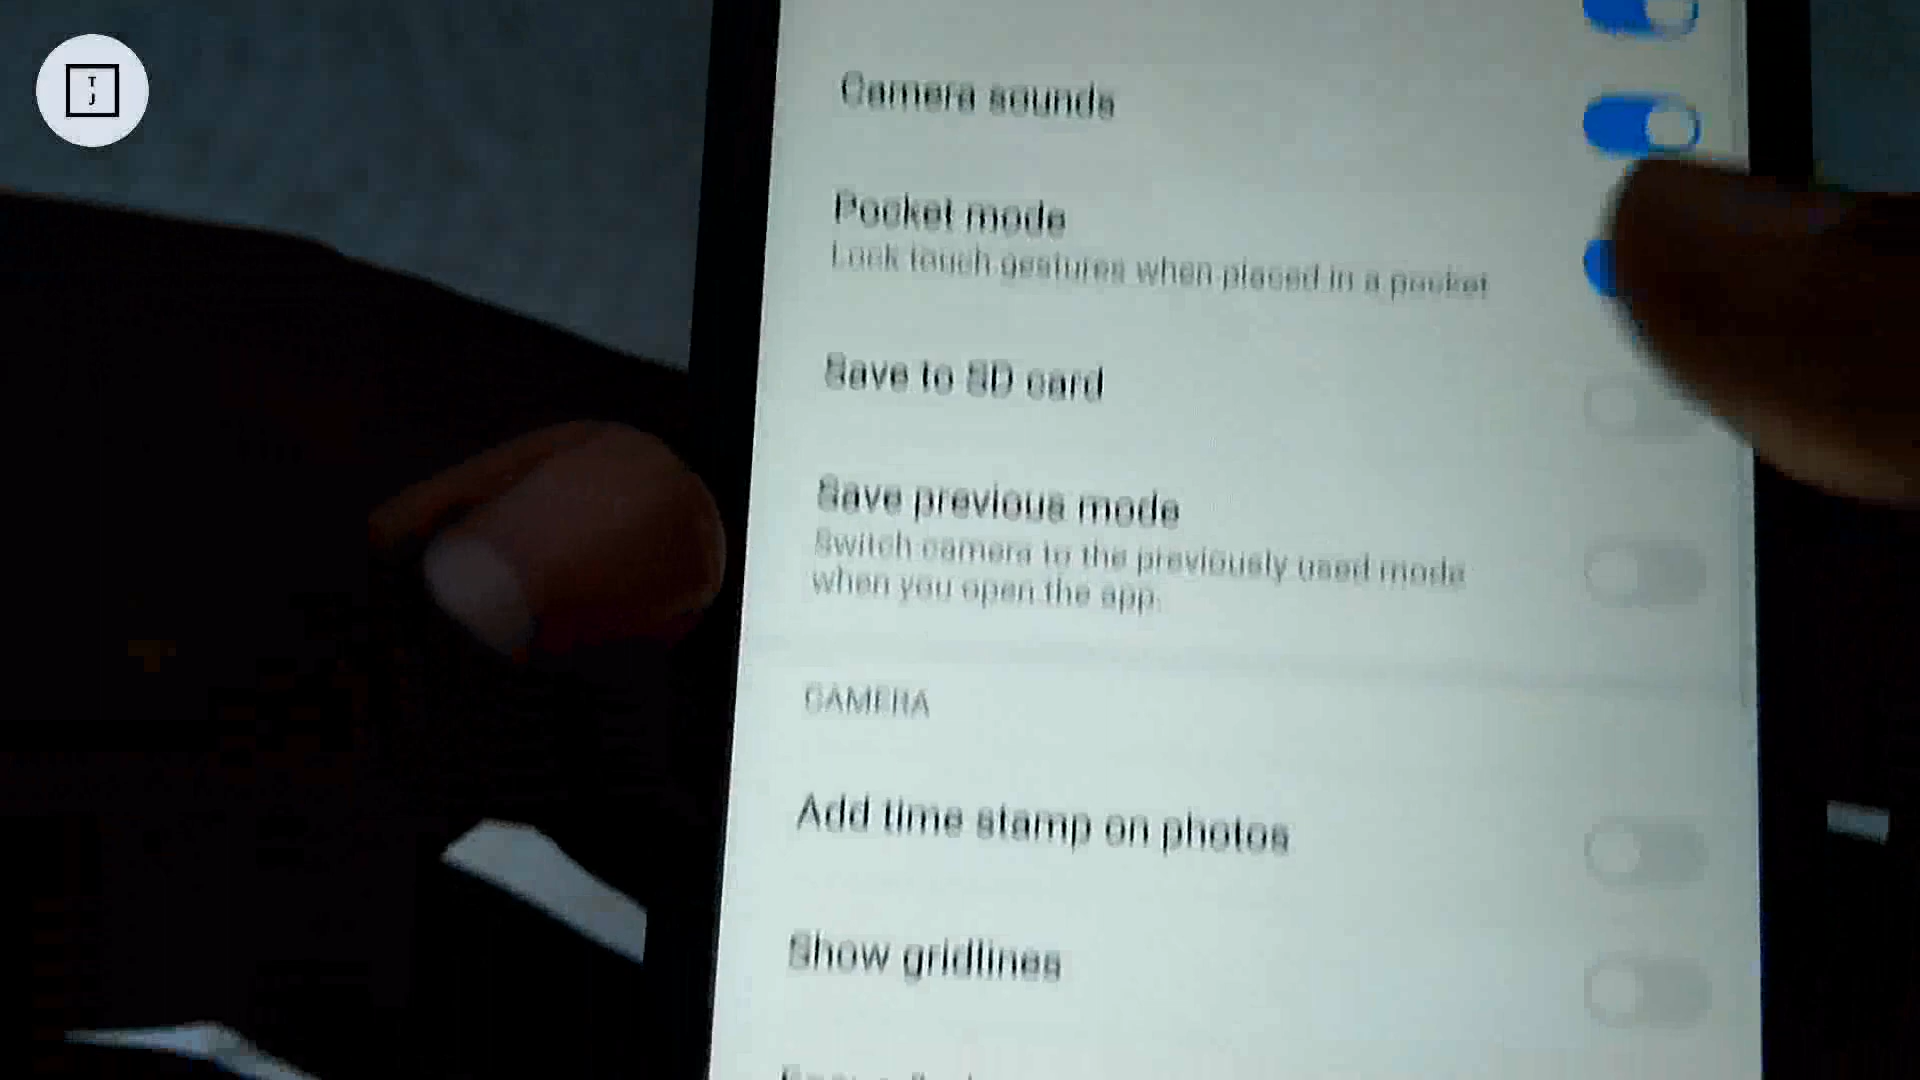 T
J
Camera sounds
Pocket mode
Lock touch gestures when placed in a pocket
Save to SD card
Save previous mode
Switch camera to the previously used mode
when you open the app.
CAMERA
Add time stamp on photos
Show gridlines